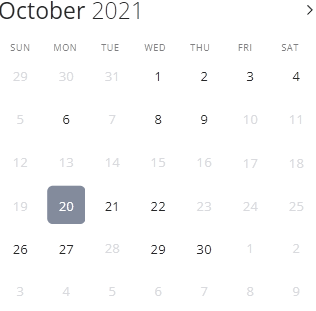 October 2021
SUN MON TUE WED THU FRI SAT
29 30 31 1 2 3 4
5 6 7 8 9 10 11
12 13 14 15 16 17 18
19 20 21 22 23 24 25
26 27 28 29 30 1 2
3 4 5 6 7 8 9